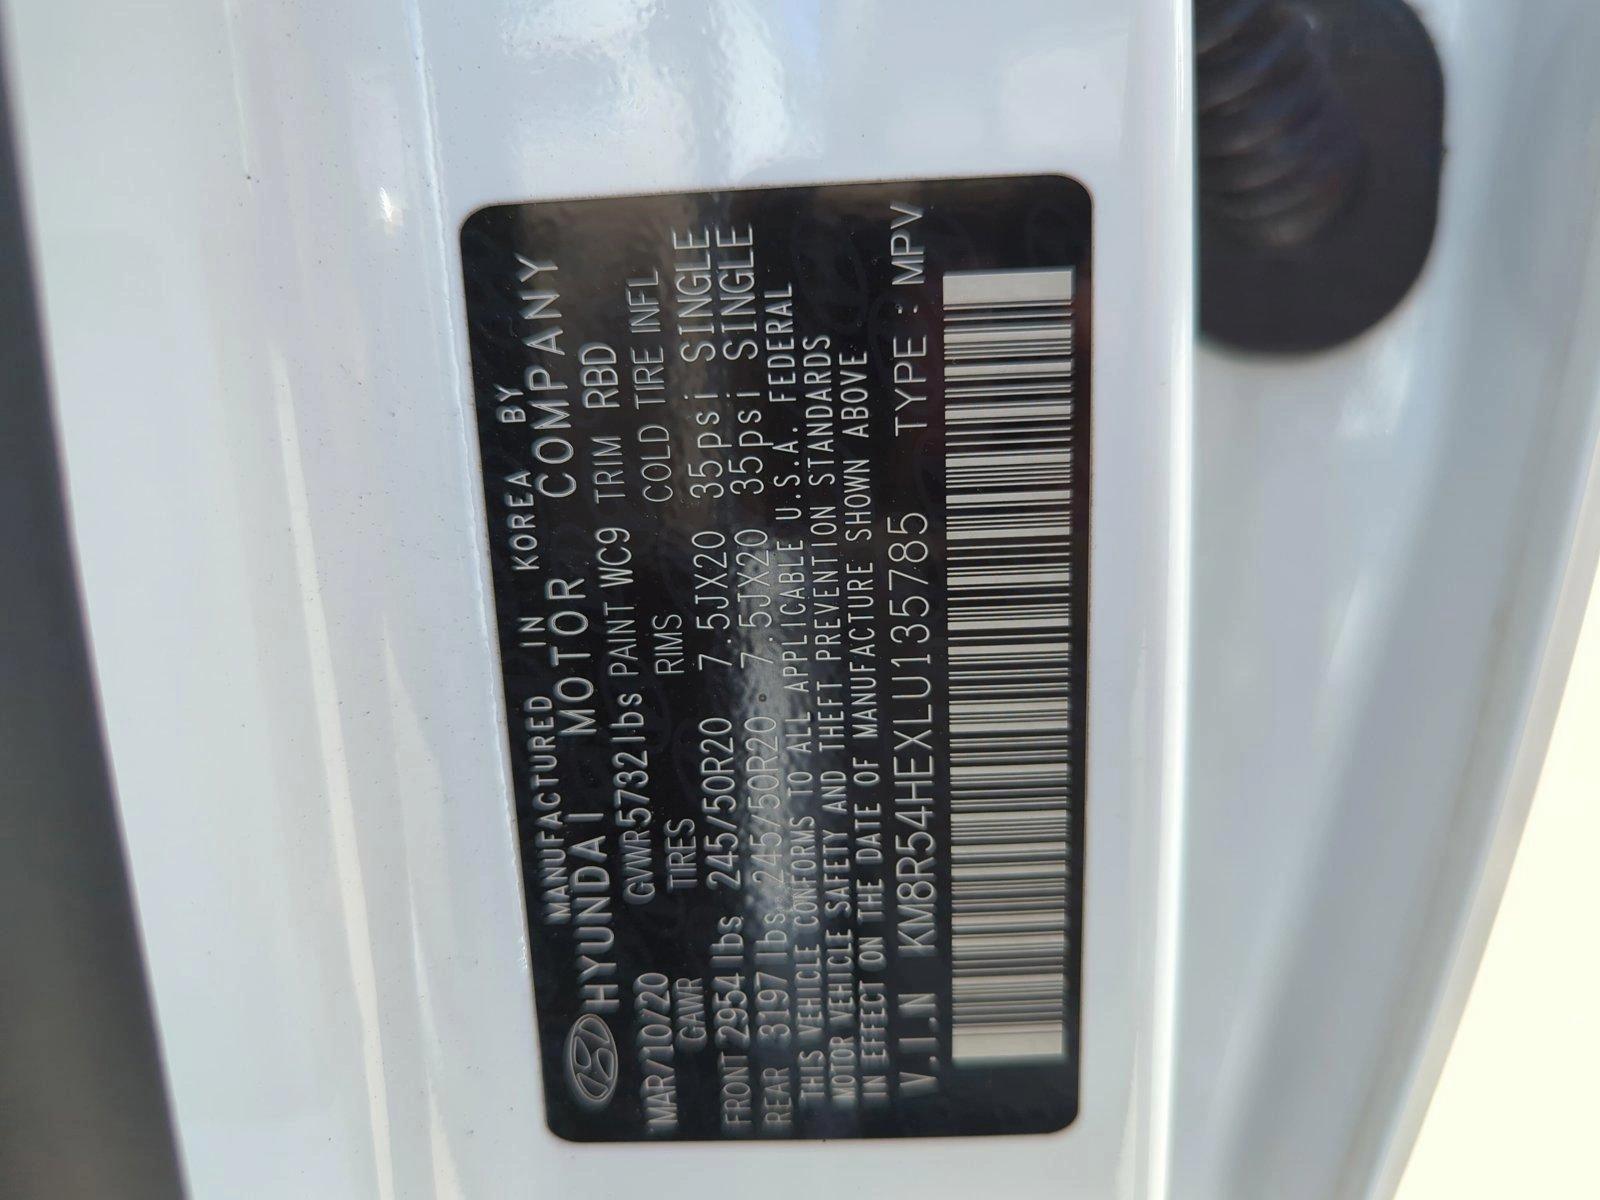 MANUFACTURED IN KOREA BY
HYUNDAI MOTOR COMPANY
MAR/10/20 GVWR5732lbs PAINT WC9 TRIM RBD
GAWR TIRES RIMS COLD TIRE INFL
FRONT 2954lbs 245/50R20 7.5JX20 35psi SINGLE
REAR 3197lbs 245/50R20 7.5JX20 35psi SINGLE
THIS VEHICLE CONFORMS TO ALL APPLICABLE U.S.A. FEDERAL
MOTOR VEHICLE SAFETY AND THEFT PREVENTION STANDARDS
IN EFFECT ON THE DATE OF MANUFACTURE SHOWN ABOVE
V.I.N KM8R54HEXLU135785 TYPE : MPV